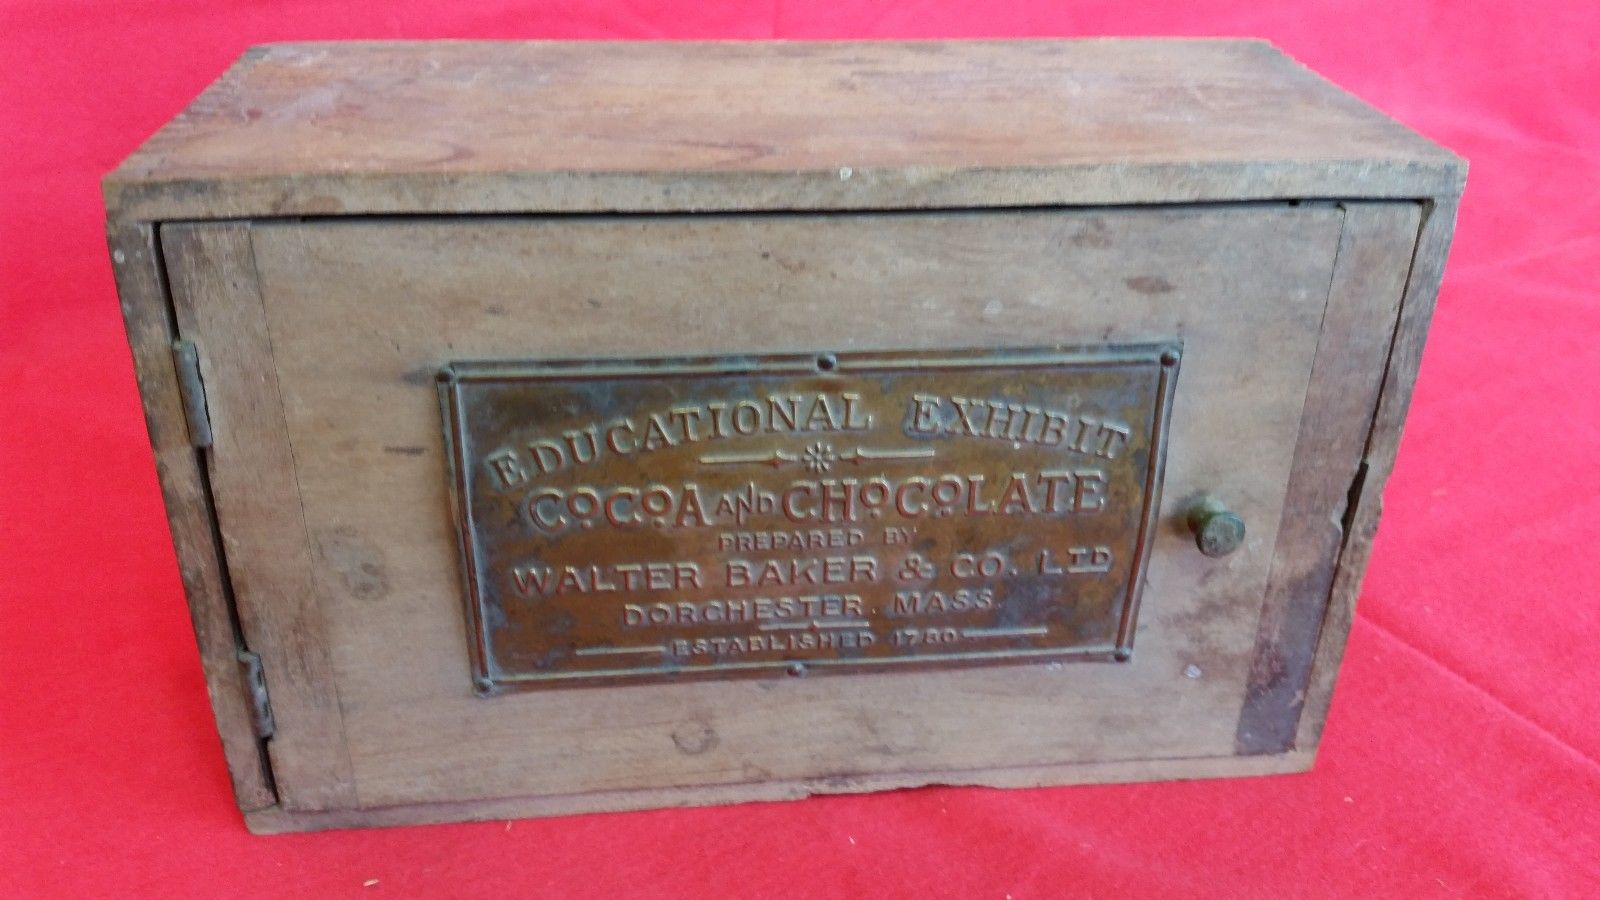 EDUCATIONAL EXHIBIT
COCOA AND CHOCOLATE
PREPARED BY
WALTER BAKER & CO. LTD
DORCHESTER. MASS.
ESTABLISHED 1780